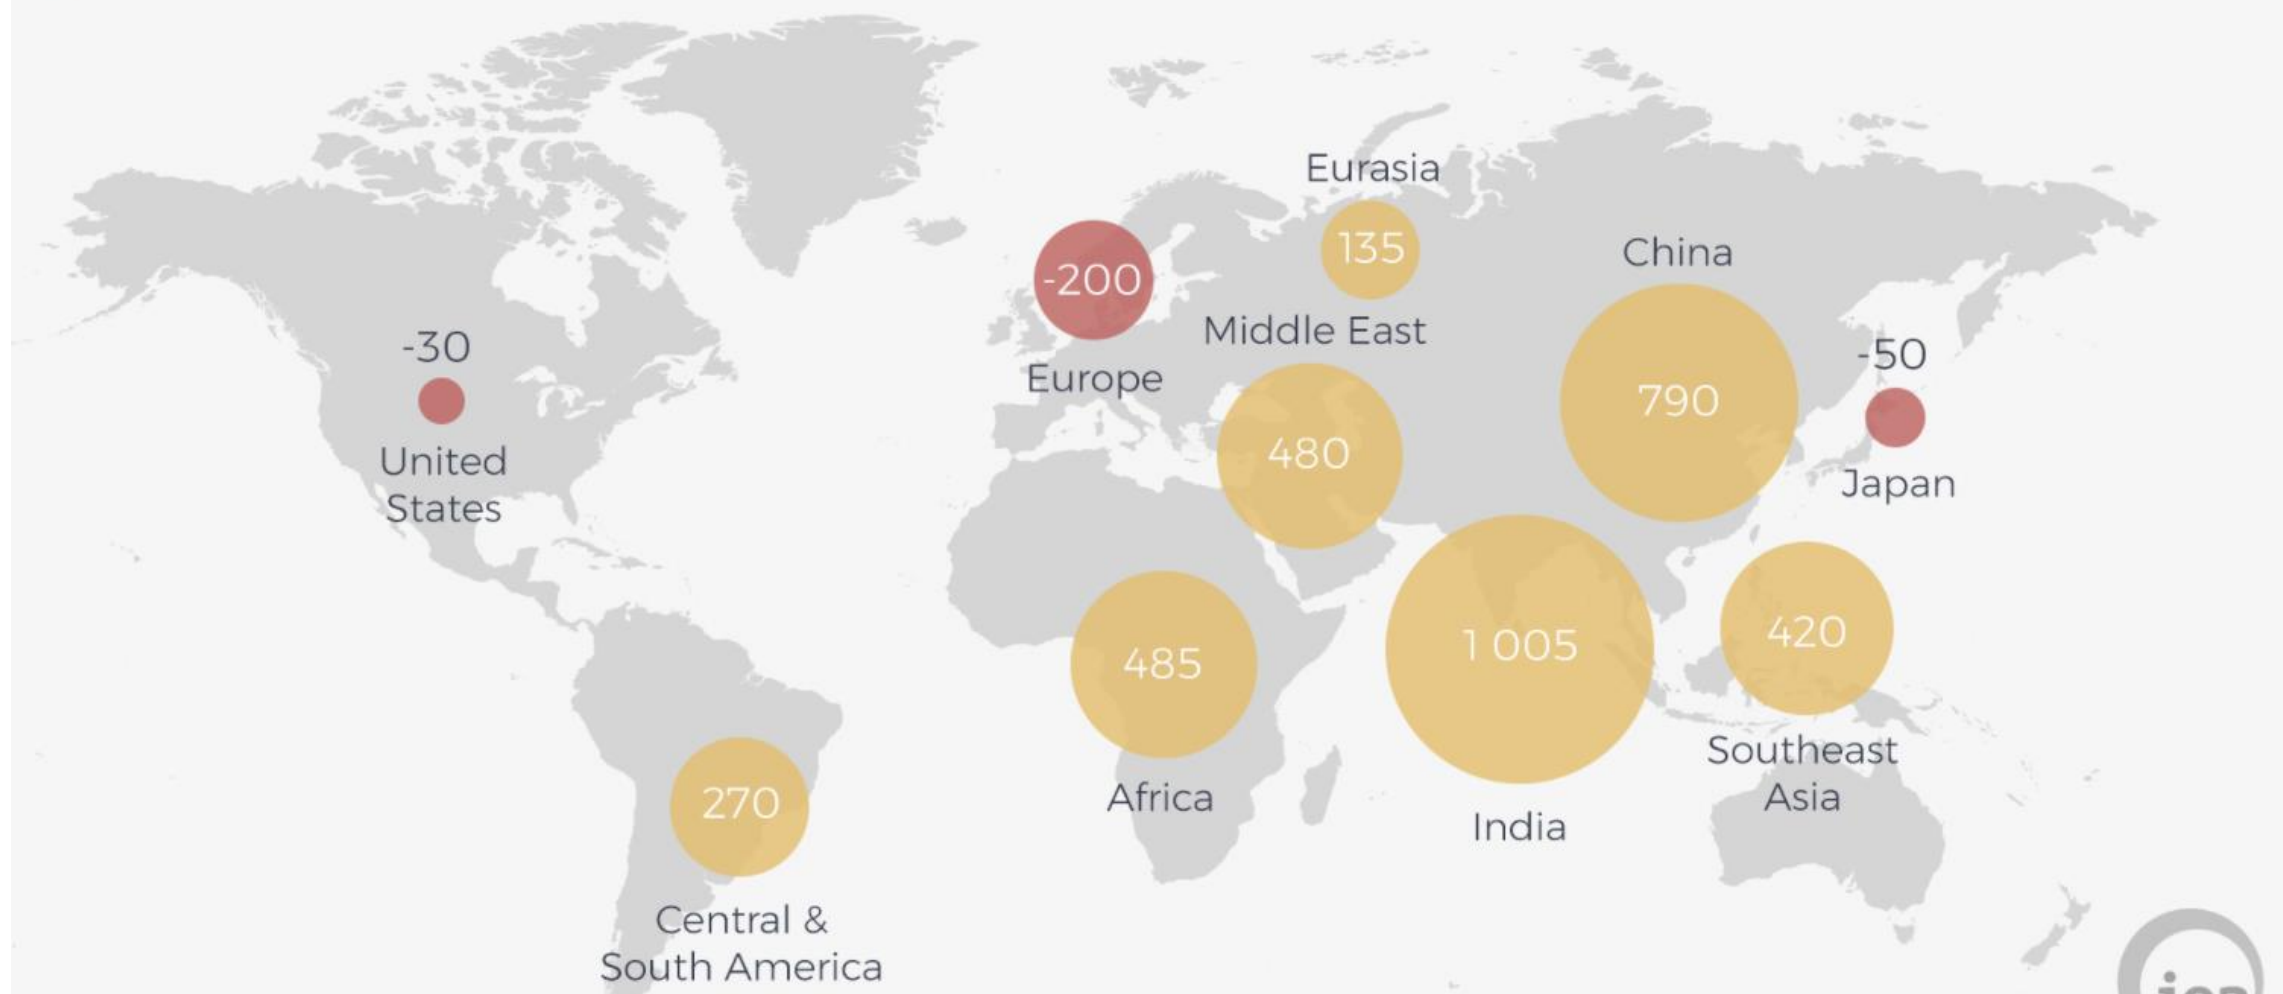 Eurasia
135
China
-200
Middle East
-30
-50
Europe
790
480
United
States
Japan
1 005
420
485
Southeast
Asia
270
Africa
India
Central &
South America
iea